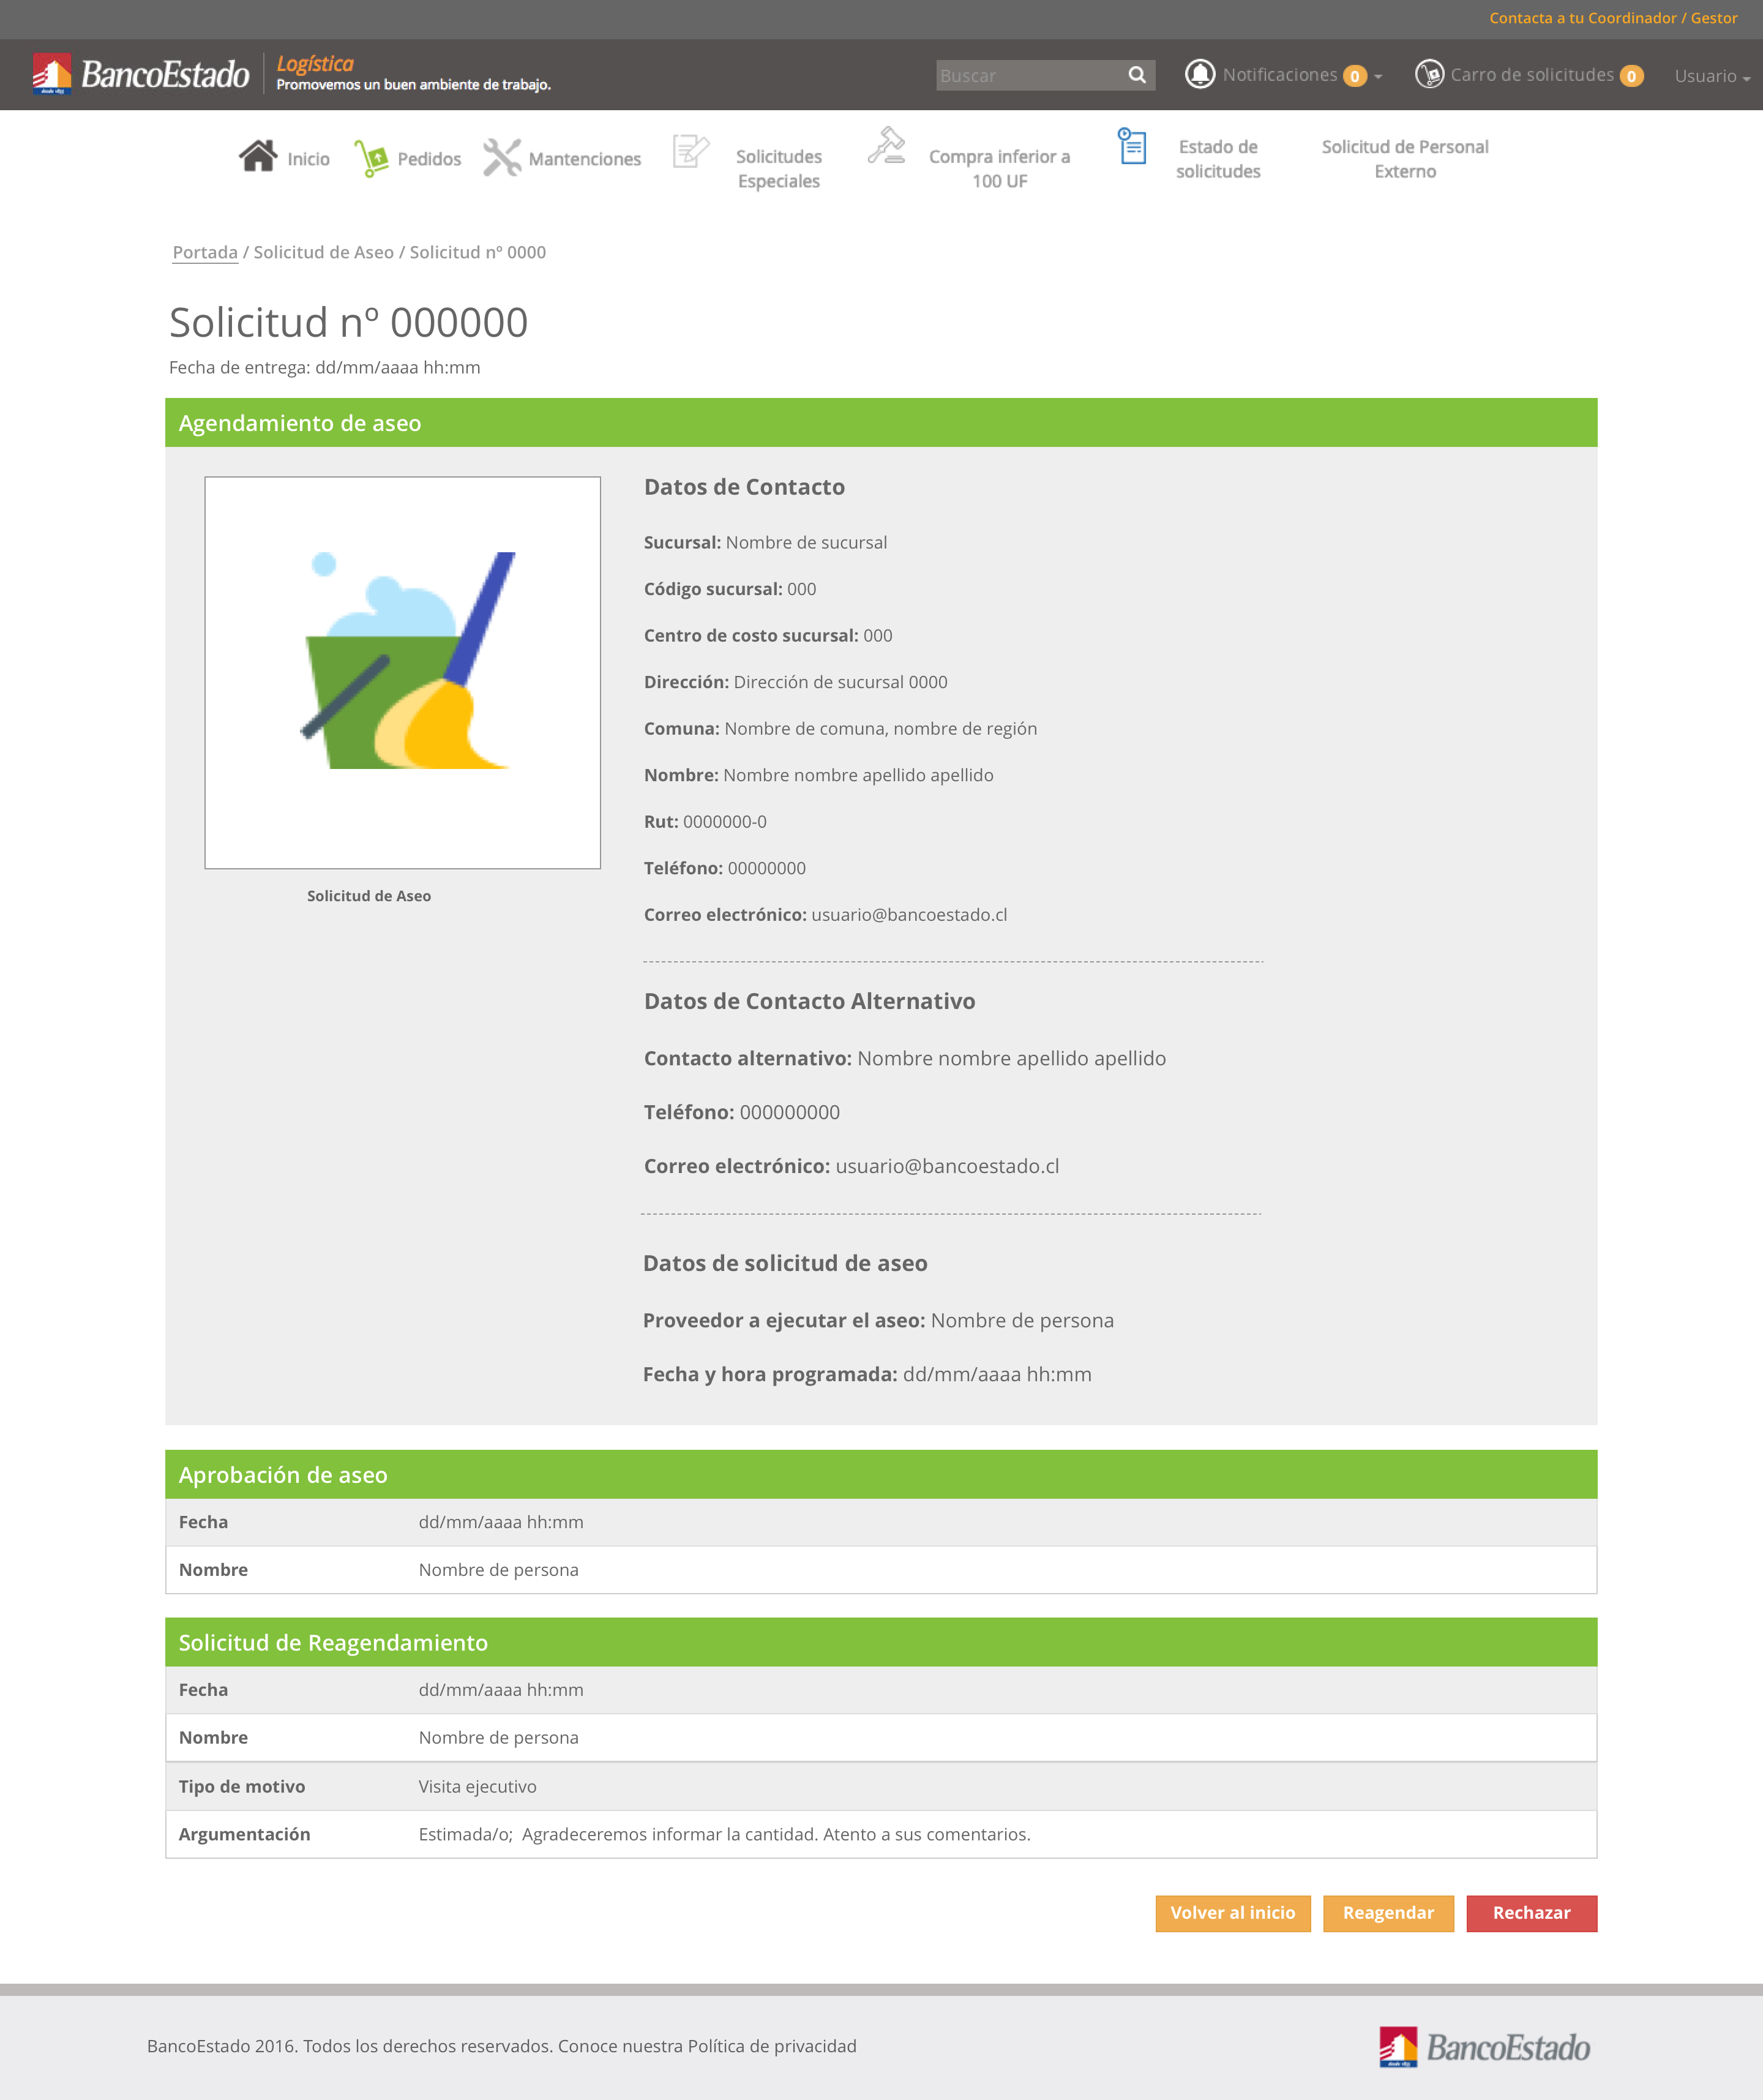 Contacta a tu Coordinador / Gestor
BancoEstado
Logística
Promovemos un buen ambiente de trabajo.
Buscar
Notificaciones 0
Carro de solicitudes 0
Usuario
Inicio
Pedidos
Mantenciones
Solicitudes
Especiales
Compra inferior a
100 UF
Estado de
solicitudes
Solicitud de Personal
Externo
Portada / Solicitud de Aseo / Solicitud nº 0000
Solicitud nº 000000
Fecha de entrega: dd/mm/aaaa hh:mm
Agendamiento de aseo
Solicitud de Aseo
Datos de Contacto
Sucursal: Nombre de sucursal
Código sucursal: 000
Centro de costo sucursal: 000
Dirección: Dirección de sucursal 0000
Comuna: Nombre de comuna, nombre de región
Nombre: Nombre nombre apellido apellido
Rut: 0000000-0
Teléfono: 00000000
Correo electrónico: usuario@bancoestado.cl
Datos de Contacto Alternativo
Contacto alternativo: Nombre nombre apellido apellido
Teléfono: 000000000
Correo electrónico: usuario@bancoestado.cl
Datos de solicitud de aseo
Proveedor a ejecutar el aseo: Nombre de persona
Fecha y hora programada: dd/mm/aaaa hh:mm
Aprobación de aseo
Fecha dd/mm/aaaa hh:mm
Nombre Nombre de persona
Solicitud de Reagendamiento
Fecha dd/mm/aaaa hh:mm
Nombre Nombre de persona
Tipo de motivo Visita ejecutivo
Argumentación Estimada/o;  Agradeceremos informar la cantidad. Atento a sus comentarios.
Volver al inicio
Reagendar
Rechazar
BancoEstado 2016. Todos los derechos reservados. Conoce nuestra Política de privacidad
BancoEstado